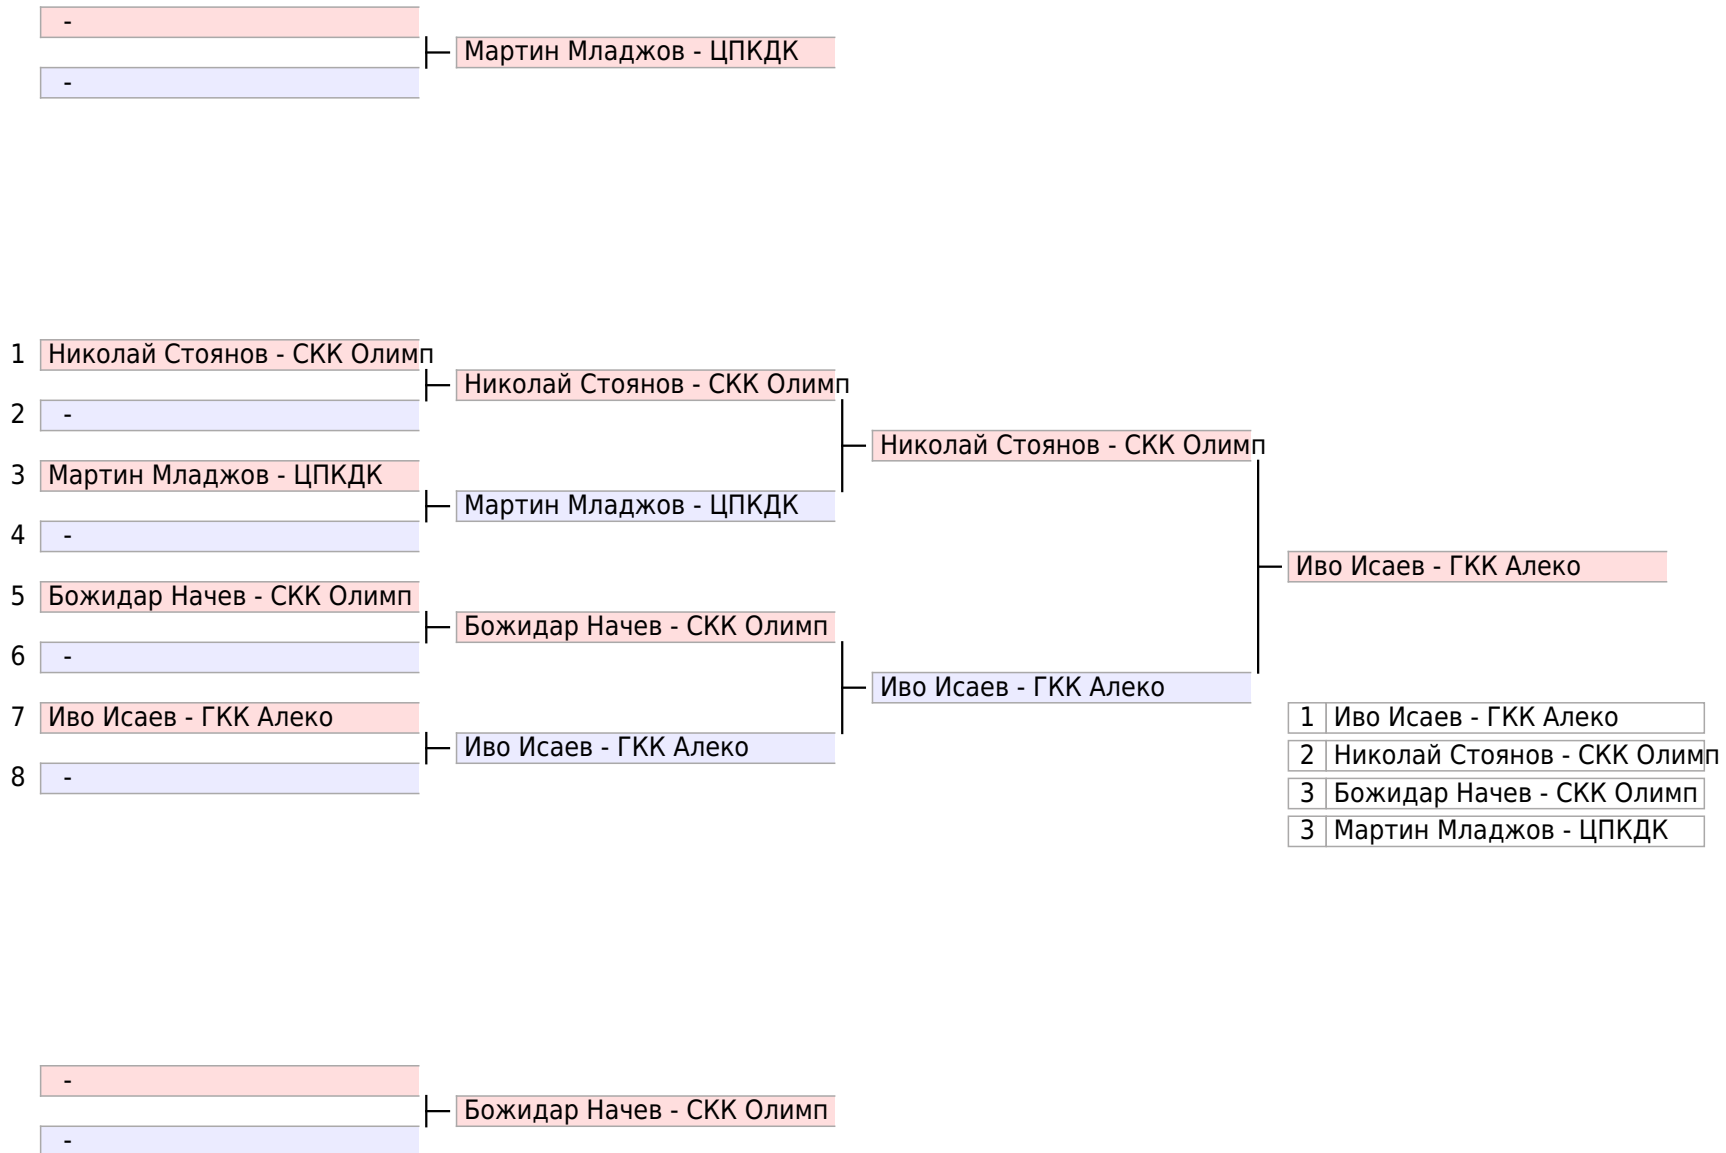 -
Мартин Младжов - ЦПКДК
-
1 Николай Стоянов - СКК Олимп
Николай Стоянов - СКК Олимп
2 -
Николай Стоянов - СКК Олимп
3 Мартин Младжов - ЦПКДК
Мартин Младжов - ЦПКДК
4 -
Иво Исаев - ГКК Алеко
5 Божидар Начев - СКК Олимп
Божидар Начев - СКК Олимп
6 -
Иво Исаев - ГКК Алеко
7 Иво Исаев - ГКК Алеко
Иво Исаев - ГКК Алеко
8 -
1 Иво Исаев - ГКК Алеко
2 Николай Стоянов - СКК Олимп
3 Божидар Начев - СКК Олимп
3 Мартин Младжов - ЦПКДК
-
Божидар Начев - СКК Олимп
-